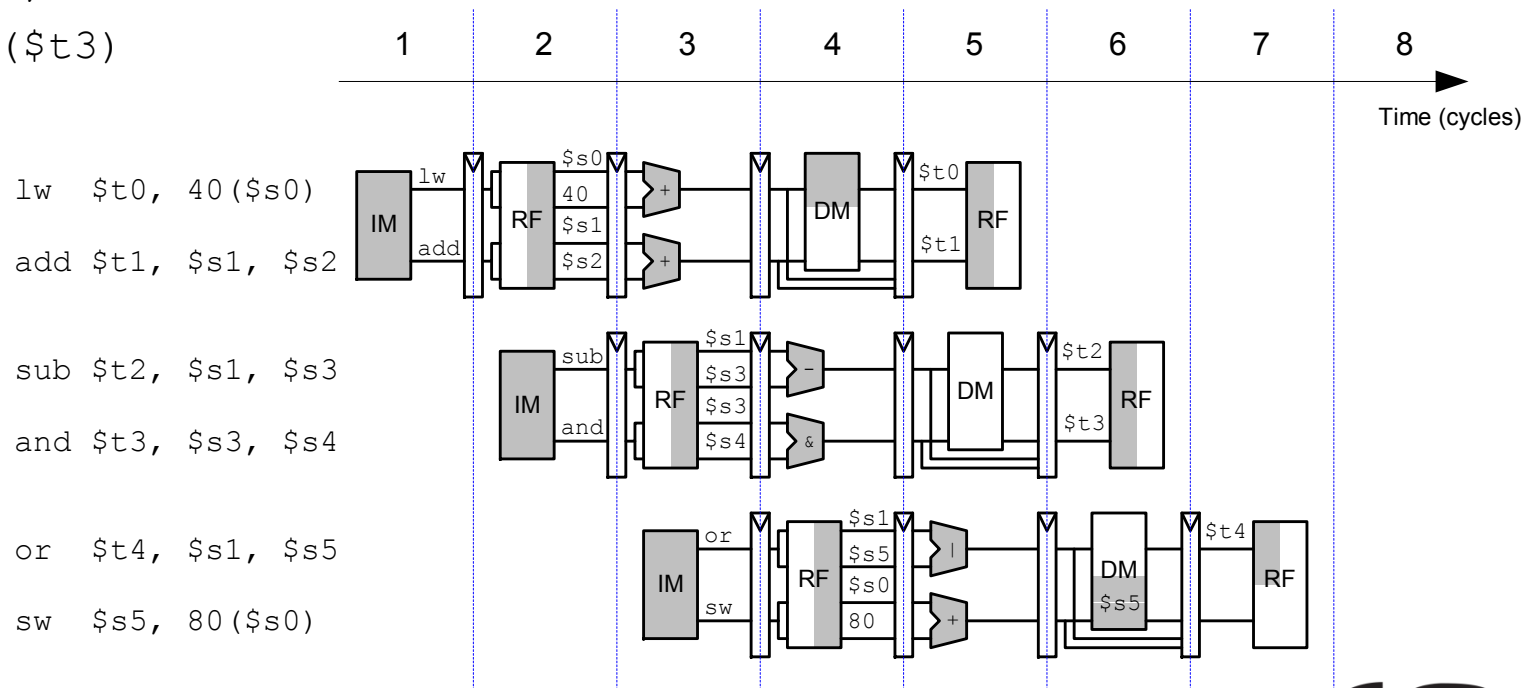 ($t3)
1 2 3 4 5 6 7 8
Time (cycles)
lw $t0, 40($s0)
add $t1, $s1, $s2
IM
lw
add
RF
$s0
40
$s1
$s2
+
+
DM
$t0
$t1
RF
sub $t2, $s1, $s3
and $t3, $s3, $s4
IM
sub
and
RF
$s1
$s3
$s3
$s4
-
&
DM
$t2
$t3
RF
or $t4, $s1, $s5
sw $s5, 80($s0)
IM
or
sw
RF
$s1
$s5
$s0
80
|
+
DM
$s5
$t4
RF